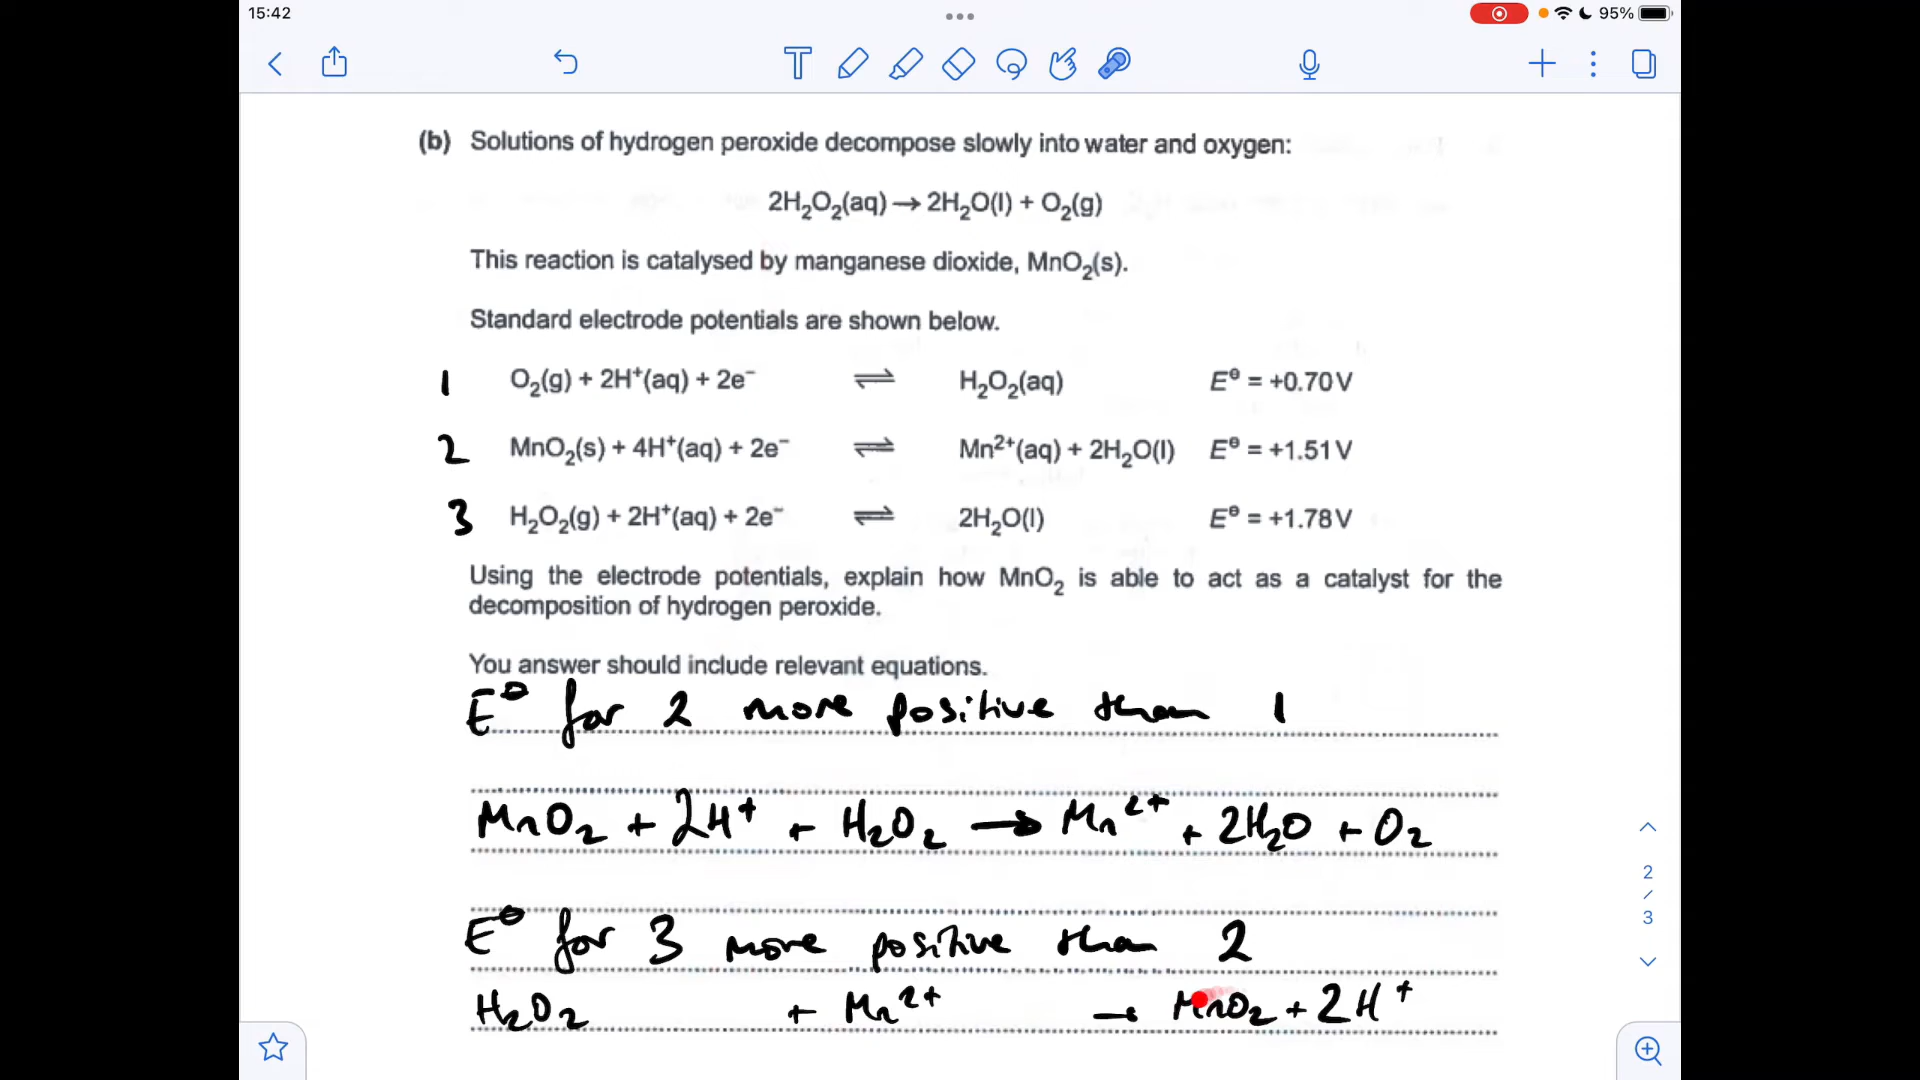 15:42
95%
(b) Solutions of hydrogen peroxide decompose slowly into water and oxygen:
2H₂O₂(aq) → 2H₂O(l) + O₂(g)
This reaction is catalysed by manganese dioxide, MnO₂(s).
Standard electrode potentials are shown below.
1 O₂(g) + 2H⁺(aq) + 2e⁻ ⇌ H₂O₂(aq) E⁰ = +0.70 V
2 MnO₂(s) + 4H⁺(aq) + 2e⁻ ⇌ Mn²⁺(aq) + 2H₂O(l) E⁰ = +1.51 V
3 H₂O₂(g) + 2H⁺(aq) + 2e⁻ ⇌ 2H₂O(l) E⁰ = +1.78 V
Using the electrode potentials, explain how MnO₂ is able to act as a catalyst for the
decomposition of hydrogen peroxide.
You answer should include relevant equations.
E⁰ for 2 more positive than 1
MnO₂ + 2H⁺ + H₂O₂ → Mn²⁺ + 2H₂O + O₂
E⁰ for 3 more positive than 2
H₂O₂ + Mn²⁺ → MnO₂ + 2H⁺
2
/
3